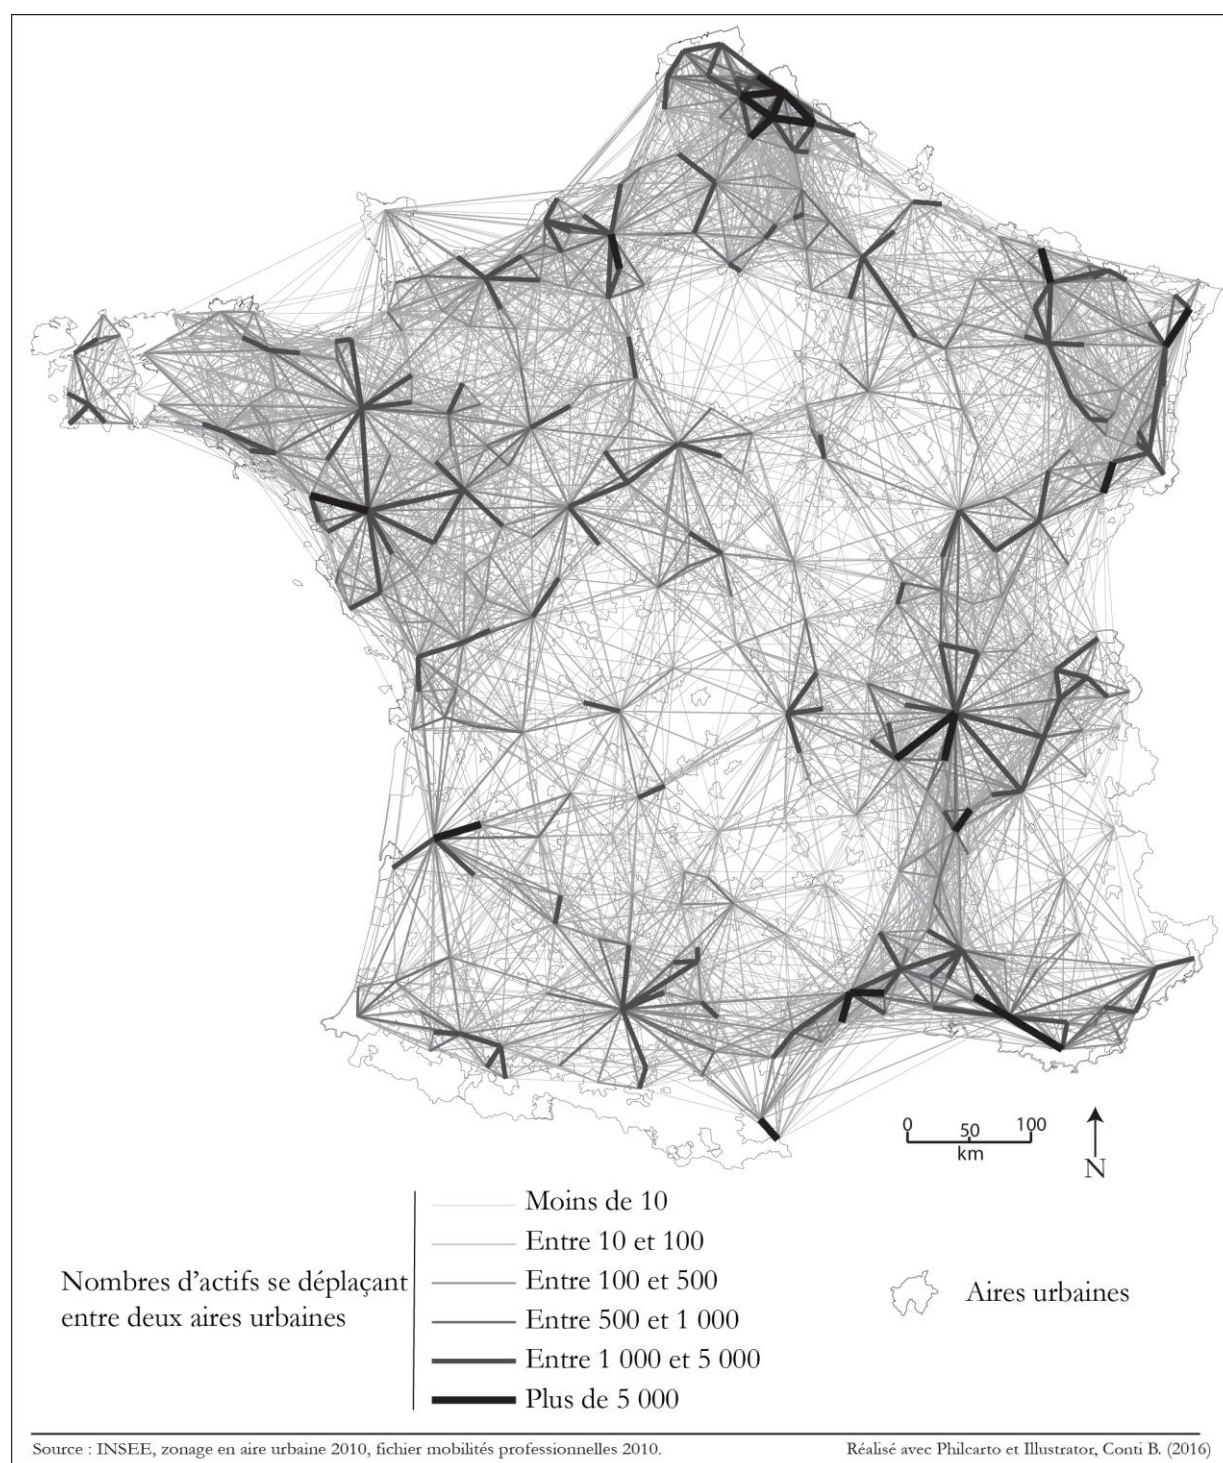 0 50 100
km
N
Moins de 10
Entre 10 et 100
Entre 100 et 500
Entre 500 et 1 000
Entre 1 000 et 5 000
Plus de 5 000
Nombres d'actifs se déplaçant
entre deux aires urbaines
Aires urbaines
Source : INSEE, zonage en aire urbaine 2010, fichier mobilités professionnelles 2010.
Réalisé avec Philcarto et Illustrator, Conti B. (2016)